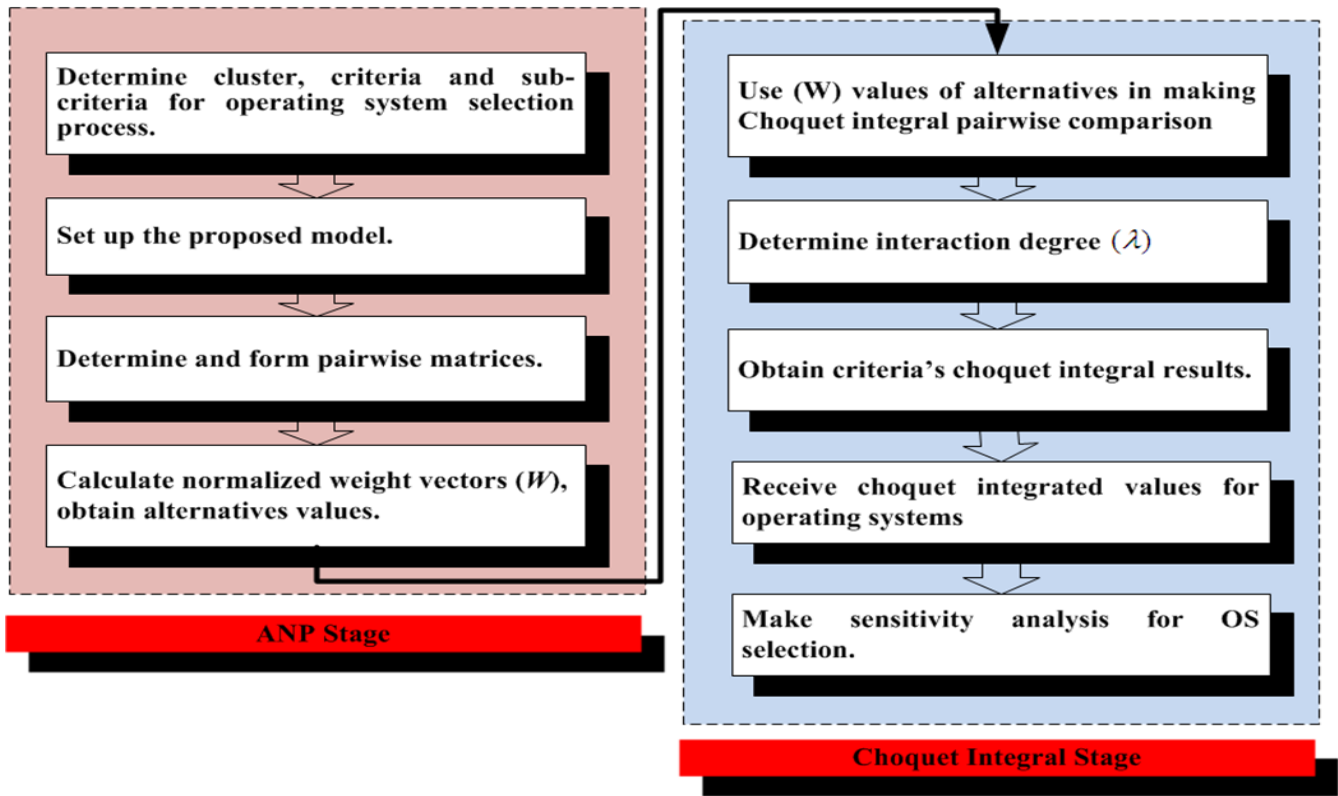 Determine cluster, criteria and sub-
criteria for operating system selection
process.
Set up the proposed model.
Determine and form pairwise matrices.
Calculate normalized weight vectors (W),
obtain alternatives values.
ANP Stage
Use (W) values of alternatives in making
Choquet integral pairwise comparison
Determine interaction degree (λ)
Obtain criteria's choquet integral results.
Receive choquet integrated values for
operating systems
Make sensitivity analysis for OS
selection.
Choquet Integral Stage